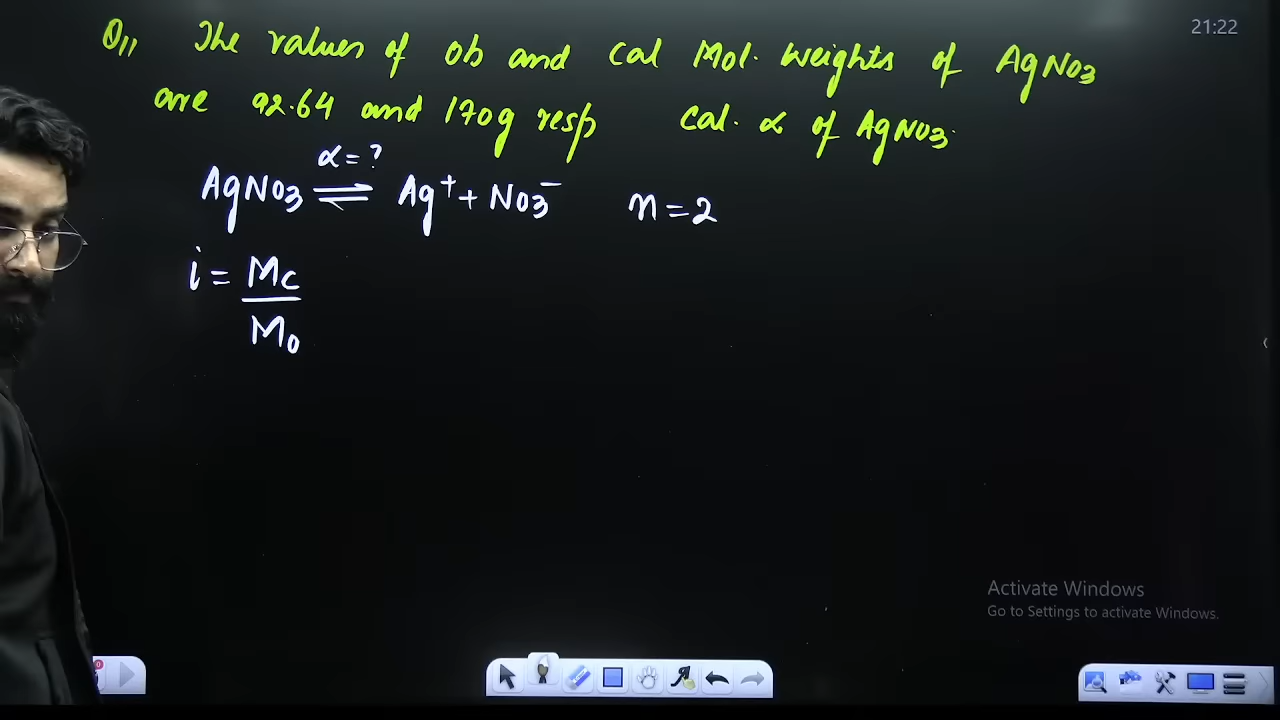 21:22
Q11 The values of ob and cal Mol. weights of AgNO3
are 92.64 and 170g resp cal. α of AgNO3.
α = ?
AgNO3 ⇌ Ag+ + NO3− n = 2
i = Mc
Mo
Activate Windows
Go to Settings to activate Windows.